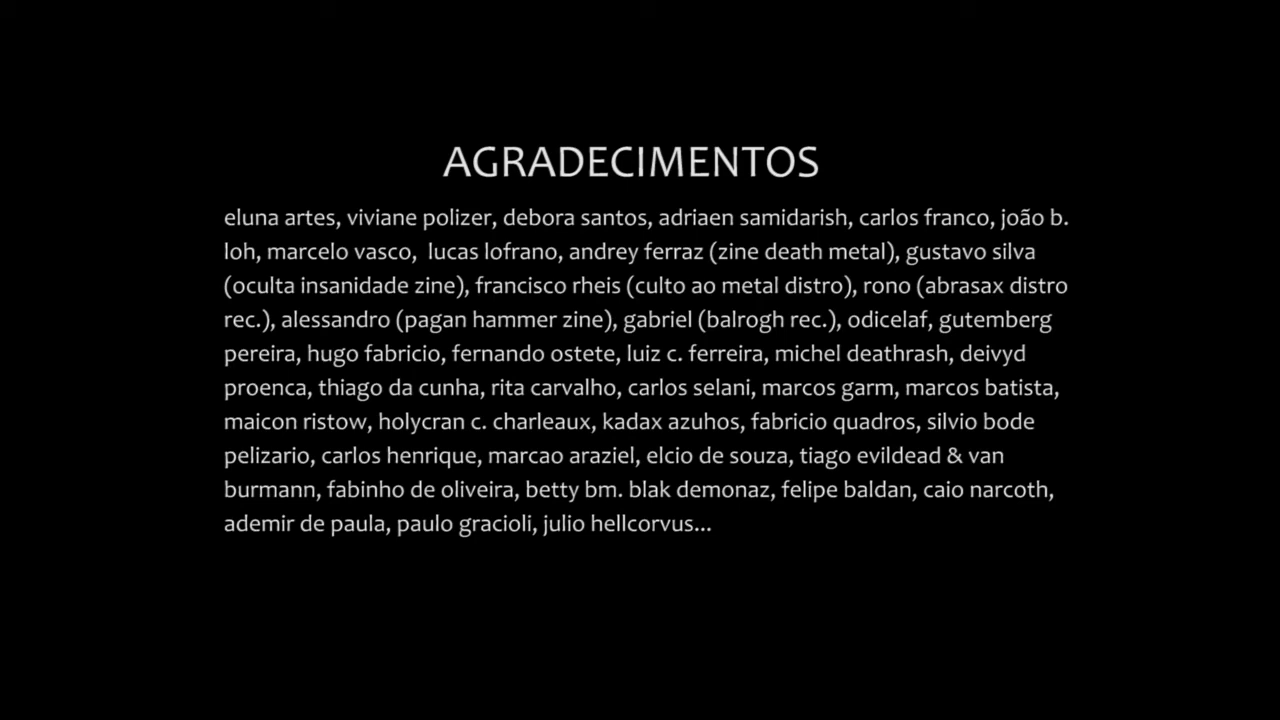 AGRADECIMENTOS
eluna artes, viviane polizer, debora santos, adriaen samidarish, carlos franco, joão b.
loh, marcelo vasco,  lucas lofrano, andrey ferraz (zine death metal), gustavo silva
(oculta insanidade zine), francisco rheis (culto ao metal distro), rono (abrasax distro
rec.), alessandro (pagan hammer zine), gabriel (balrogh rec.), odicelaf, gutemberg
pereira, hugo fabricio, fernando ostete, luiz c. ferreira, michel deathrash, deivyd
proenca, thiago da cunha, rita carvalho, carlos selani, marcos garm, marcos batista,
maicon ristow, holycran c. charleaux, kadax azuhos, fabricio quadros, silvio bode
pelizario, carlos henrique, marcao araziel, elcio de souza, tiago evildead & van
burmann, fabinho de oliveira, betty bm. blak demonaz, felipe baldan, caio narcoth,
ademir de paula, paulo gracioli, julio hellcorvus...